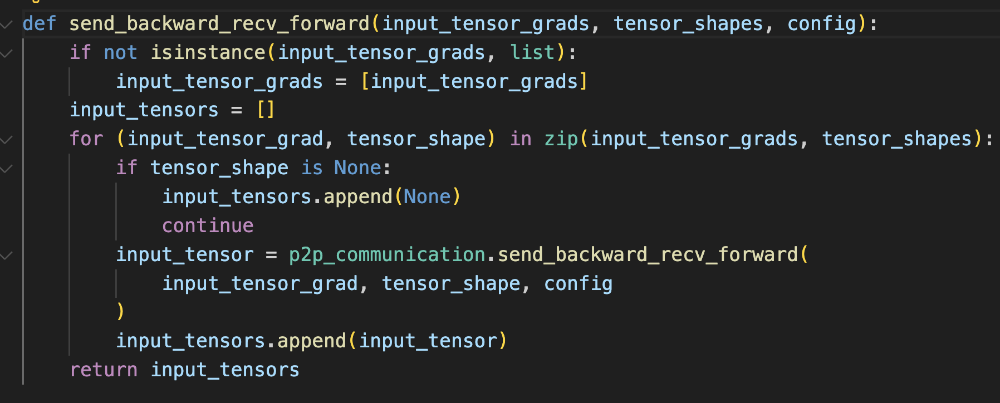 def send_backward_recv_forward(input_tensor_grads, tensor_shapes, config):
    if not isinstance(input_tensor_grads, list):
        input_tensor_grads = [input_tensor_grads]
    input_tensors = []
    for (input_tensor_grad, tensor_shape) in zip(input_tensor_grads, tensor_shapes):
        if tensor_shape is None:
            input_tensors.append(None)
            continue
        input_tensor = p2p_communication.send_backward_recv_forward(
            input_tensor_grad, tensor_shape, config
        )
        input_tensors.append(input_tensor)
    return input_tensors